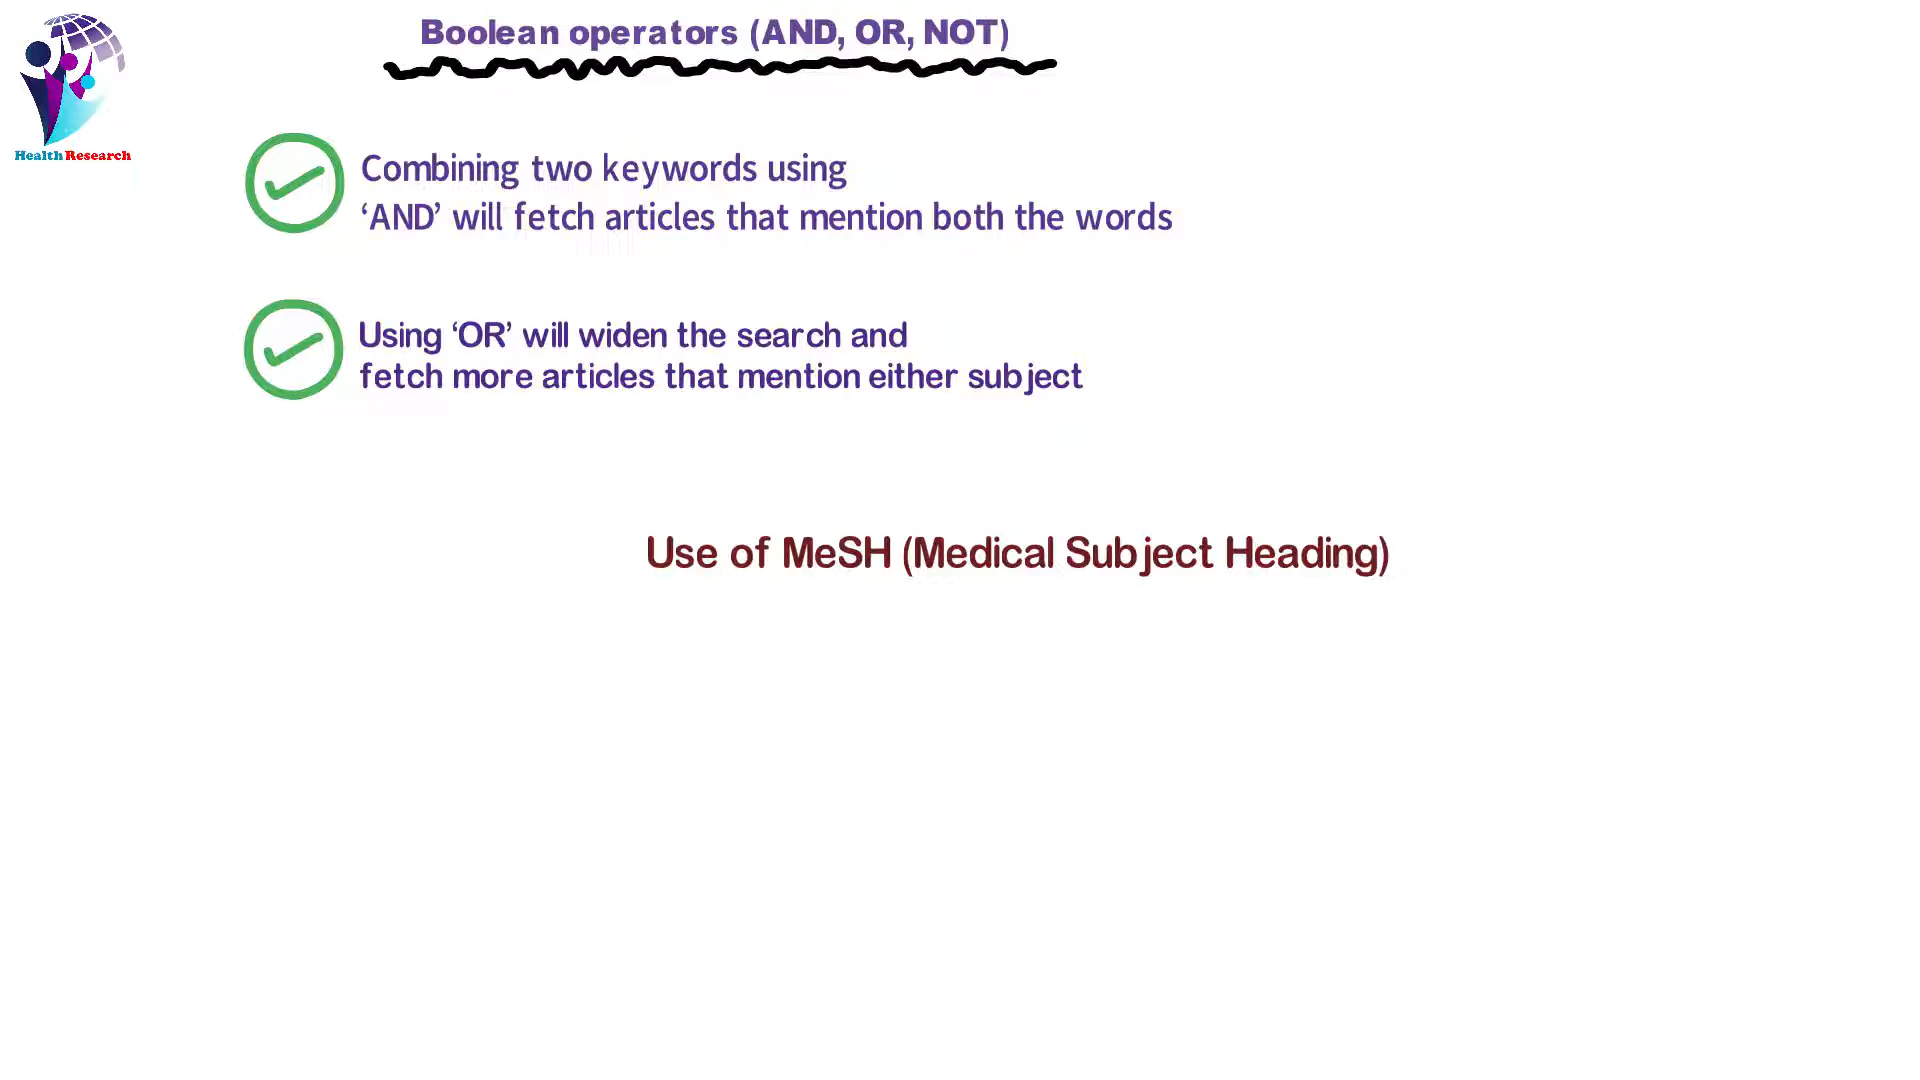 Boolean operators (AND, OR, NOT)
HealthResearch
Combining two keywords using
‘AND’ will fetch articles that mention both the words
Using ‘OR’ will widen the search and
fetch more articles that mention either subject
Use of MeSH (Medical Subject Heading)